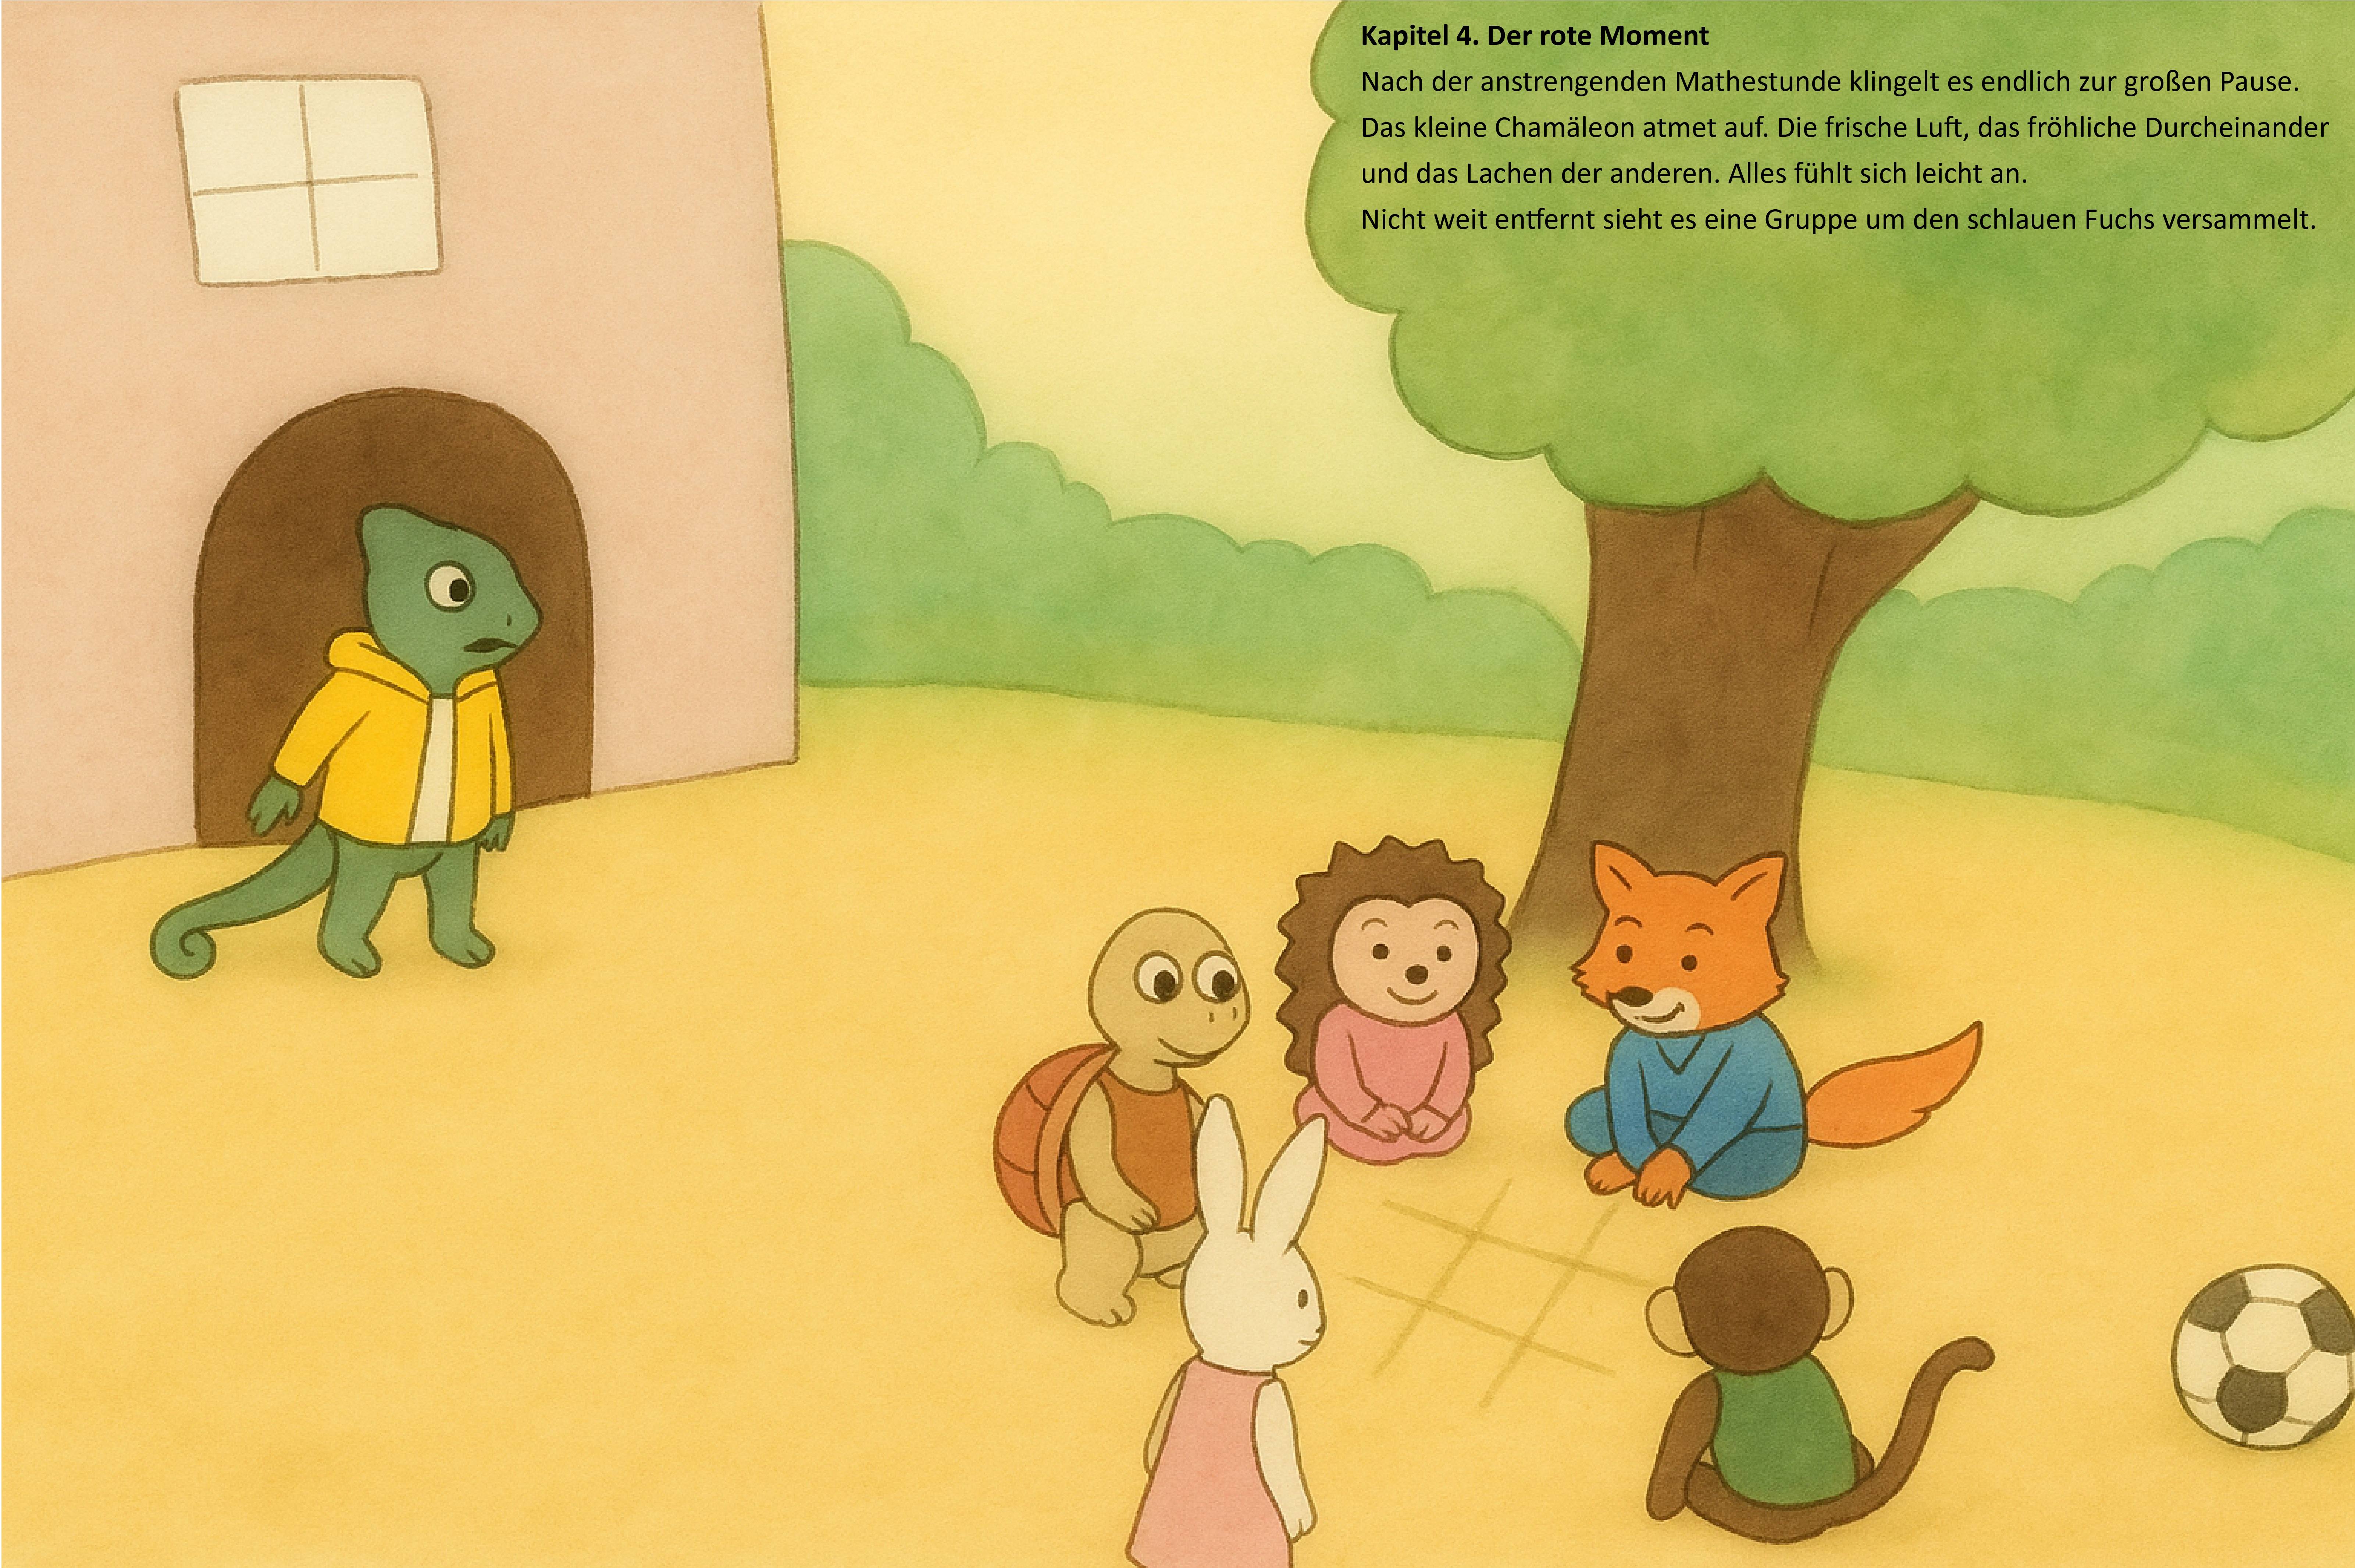 Kapitel 4. Der rote Moment
Nach der anstrengenden Mathestunde klingelt es endlich zur großen Pause.
Das kleine Chamäleon atmet auf. Die frische Luft, das fröhliche Durcheinander
und das Lachen der anderen. Alles fühlt sich leicht an.
Nicht weit entfernt sieht es eine Gruppe um den schlauen Fuchs versammelt.